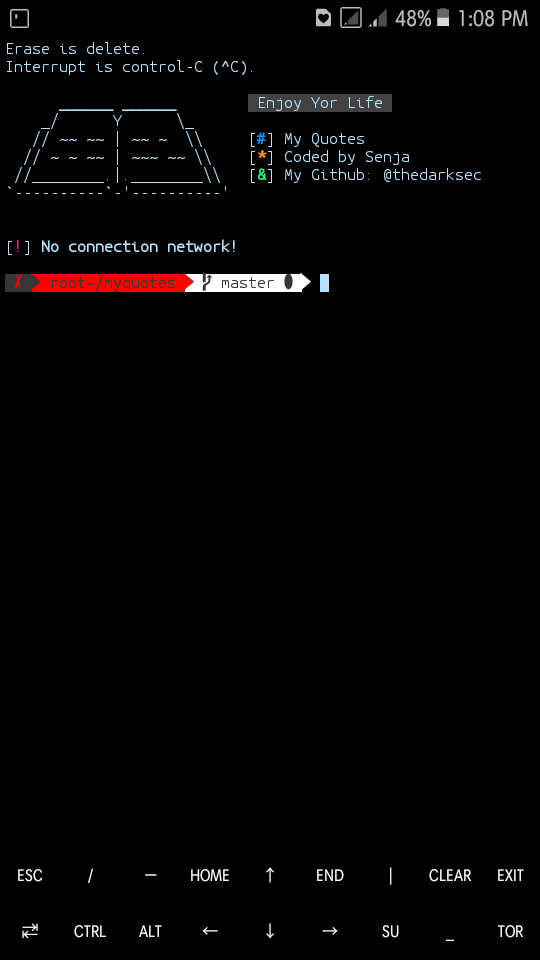 48% 1:08 PM
Erase is delete.
Interrupt is control-C (^C).
Enjoy Yor Life
[#] My Quotes
[*] Coded by Senja
[&] My Github: @thedarksec
[!] No connection network!
✗ root~/myquotes master
ESC / — HOME ↑ END | CLEAR EXIT
⇄ CTRL ALT ← ↓ → SU _ TOR